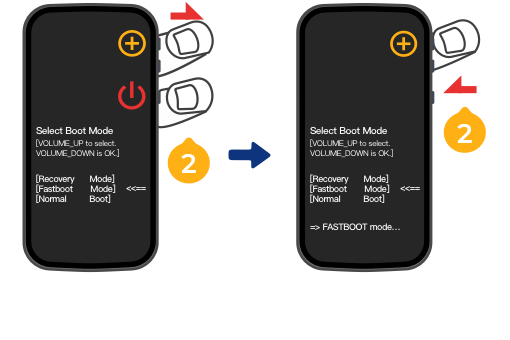 Select Boot Mode
[VOLUME_UP to select.
VOLUME_DOWN is OK.]
[Recovery Mode]
[Fastboot Mode] <<==
[Normal Boot]
2
Select Boot Mode
[VOLUME_UP to select.
VOLUME_DOWN is OK.]
[Recovery Mode]
[Fastboot Mode] <<==
[Normal Boot]
=> FASTBOOT mode...
2